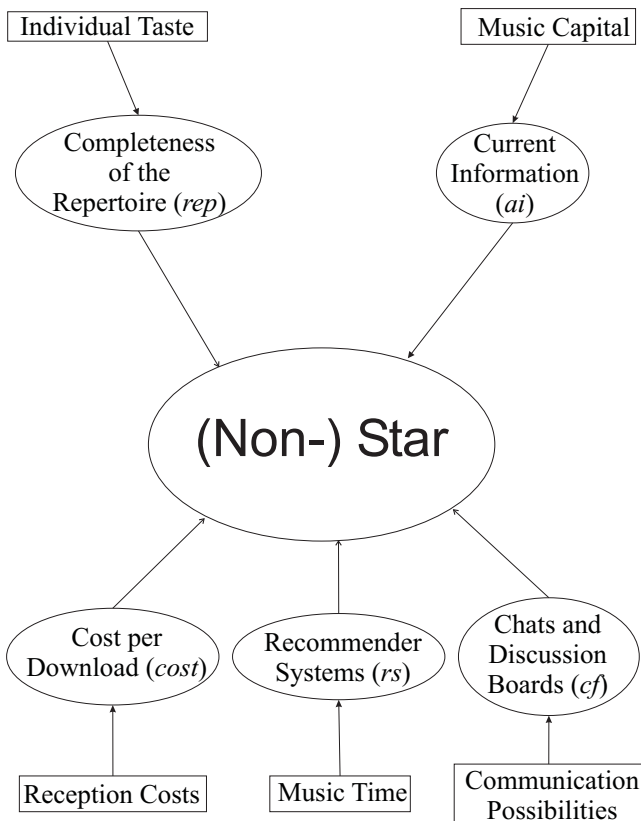 Individual Taste
Music Capital
Completeness
of the
Repertoire (rep)
Current
Information
(ai)
(Non-) Star
Cost per
Download (cost)
Recommender
Systems (rs)
Chats and
Discussion
Boards (cf)
Reception Costs
Music Time
Communication
Possibilities